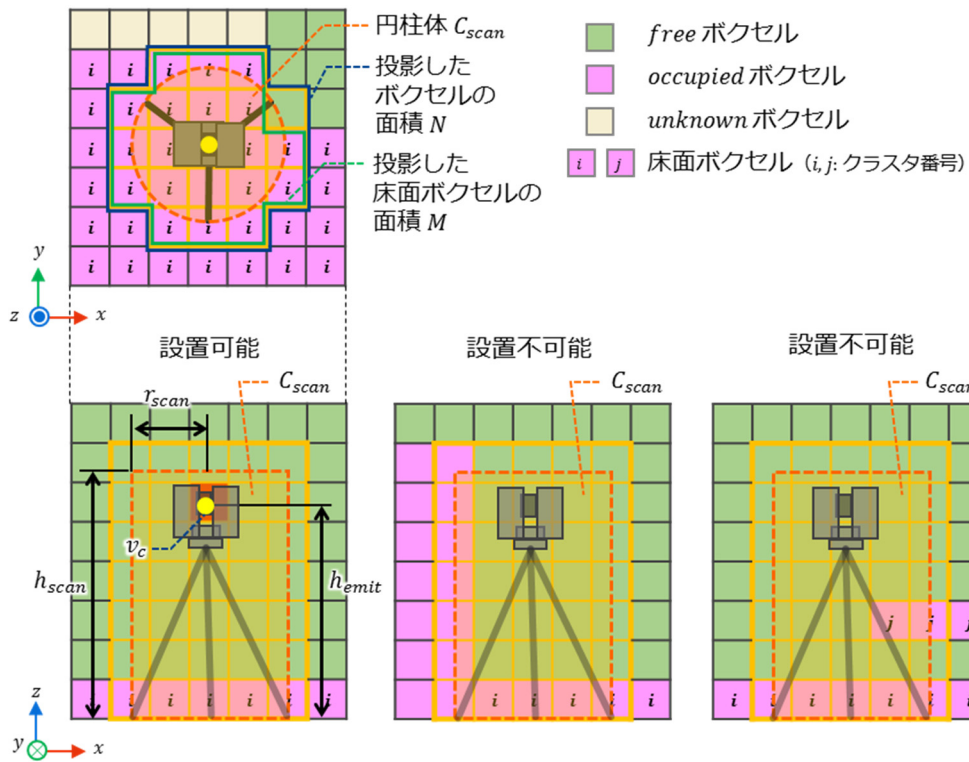 円柱体 C_scan
投影した
ボクセルの
面積 N
投影した
床面ボクセルの
面積 M
free ボクセル
occupied ボクセル
unknown ボクセル
i j 床面ボクセル (i, j: クラスタ番号)
i i i i i
i i i i i
i i i i i
i i i i i i i
i i i i i i i
i i i i i i i
y
z
x
設置可能
C_scan
r_scan
v_c
h_scan
h_emit
i i i i i i i
z
y
x
設置不可能
C_scan
i i i i i i i
設置不可能
C_scan
j j j
i i i i i i i